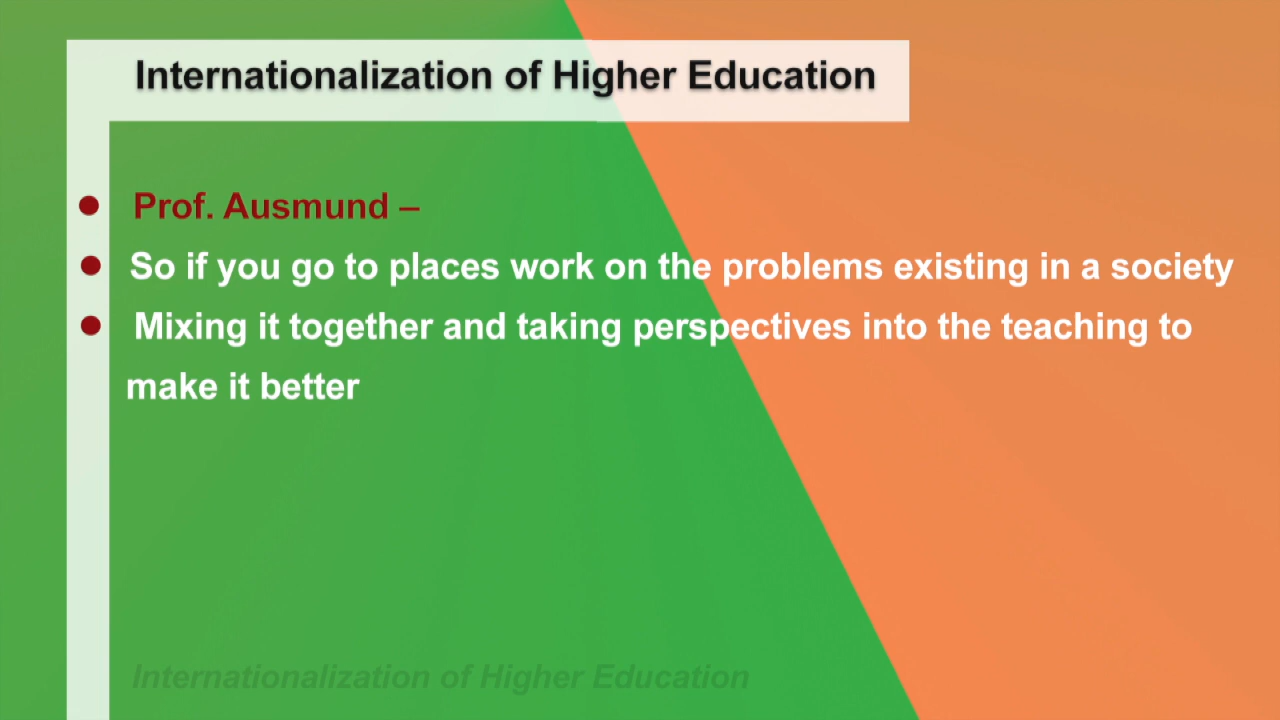 Internationalization of Higher Education
Prof. Ausmund –
So if you go to places work on the problems existing in a society
Mixing it together and taking perspectives into the teaching to
make it better
Internationalization of Higher Education